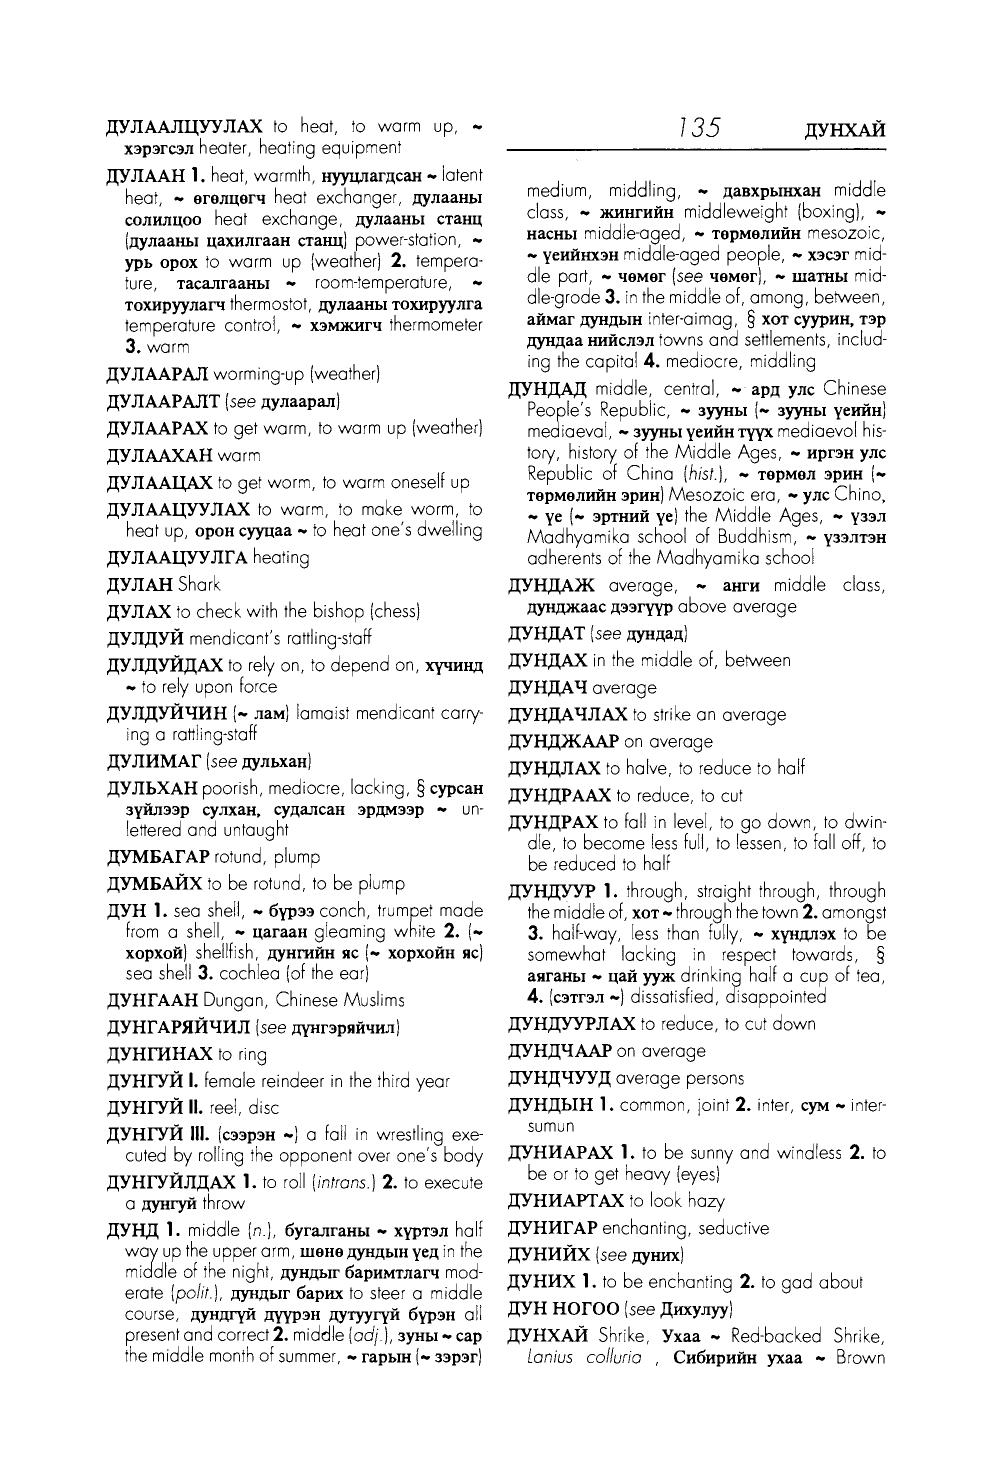 ДУЛААЛЦУУЛАХ to heat, to warm up, ~
хэрэгсэл heater, heating equipment
ДУЛААН 1. heat, warmth, нууцлагдсан ~ latent
heat, ~ өгөлцөгч heat exchanger, дулааны
солилцоо heat exchange, дулааны станц
(дулааны цахилгаан станц) power-station, ~
урь орох to warm up (weather) 2. tempera-
ture, тасалгааны ~ room-temperature, ~
тохируулагч thermostot, дулааны тохируулга
temperature control, ~ хэмжигч thermometer
3. warm
ДУЛААРАЛ worming-up (weather)
ДУЛААРАЛТ (see дулаарал)
ДУЛААРАХ to get warm, to warm up (weather)
ДУЛААХАН warm
ДУЛААЦАХ to get worm, to warm oneself up
ДУЛААЦУУЛАХ to warm, to make worm, to
heat up, орон сууцаа ~ to heat one's dwelling
ДУЛААЦУУЛГА heating
ДУЛАН Shark
ДУЛАХ to check with the bishop (chess)
ДУЛДУЙ mendicant's rattling-staff
ДУЛДУЙДАХ to rely on, to depend on, хүчинд
~ to rely upon force
ДУЛДУЙЧИН (~ лам) lamaist mendicant carry-
ing a rattling-staff
ДУЛИМАГ (see дульхан)
ДУЛЬХАН poorish, mediocre, lacking, § сурсан
зүйлээр сулхан, судалсан эрдмээр ~ un-
lettered and untaught
ДУМБАГАР rotund, plump
ДУМБАЙХ to be rotund, to be plump
ДУН 1. sea shell, ~ бүрээ conch, trumpet made
from a shell, ~ цагаан gleaming white 2. (~
хорхой) shellfish, дунгийн яс (~ хорхойн яс)
sea shell 3. cochlea (of the ear)
ДУНГААН Dungan, Chinese Muslims
ДУНГАРЯЙЧИЛ (see дүнгэряйчил)
ДУНГИНАХ to ring
ДУНГУЙ I. female reindeer in the third year
ДУНГУЙ II. reel, disc
ДУНГУЙ III. (сээрэн ~) a fall in wrestling exe-
cuted by rolling the opponent over one's body
ДУНГУЙЛДАХ 1. to roll (intrans.) 2. to execute
a дунгуй throw
ДУНД 1. middle (n.), бугалганы ~ хүртэл half
way up the upper arm, шөнө дундын үед in the
middle of the night, дундыг баримтлагч mod-
erate (polit.), дундыг барих to steer a middle
course, дундгүй дүүрэн дутуугүй бүрэн all
present and correct 2. middle (adj.), зуны ~ сар
the middle month of summer, ~ гарын (~ зэрэг)
135 ДУНХАЙ
medium, middling, ~ давхрынхан middle
class, ~ жингийн middleweight (boxing), ~
насны middle-aged, ~ төрмөлийн mesozoic,
~ үеийнхэн middle-aged people, ~ хэсэг mid-
dle part, ~ чөмөг (see чөмөг), ~ шатны mid-
dle-grode 3. in the middle of, among, between,
аймаг дундын inter-aimag, § хот суурин, тэр
дундаа нийслэл towns and settlements, includ-
ing the capital 4. mediocre, middling
ДУНДАД middle, central, ~ ард улс Chinese
People's Republic, ~ зууны (~ зууны үеийн)
mediaeval, ~ зууны үеийн түүх mediaevol his-
tory, history of the Middle Ages, ~ иргэн улс
Republic of China (hist.), ~ төрмөл эрин (~
төрмөлийн эрин) Mesozoic era, ~ улс Chino,
~ үе (~ эртний үе) the Middle Ages, ~ үзэл
Madhyamika school of Buddhism, ~ үзэлтэн
adherents of the Madhyamika school
ДУНДАЖ average, ~ анги middle class,
дунджаас дээгүүр above average
ДУНДАТ (see дундад)
ДУНДАХ in the middle of, between
ДУНДАЧ average
ДУНДАЧЛАХ to strike an average
ДУНДЖААР on average
ДУНДЛАХ to halve, to reduce to half
ДУНДРААХ to reduce, to cut
ДУНДРАХ to fall in level, to go down, to dwin-
dle, to become less full, to lessen, to fall off, to
be reduced to half
ДУНДУУР 1. through, straight through, through
the middle of, хот ~ through the town 2. amongst
3. half-way, less than fully, ~ хүндлэх to be
somewhat lacking in respect towards, §
аяганы ~ цай ууж drinking half a cup of tea,
4. (сэтгэл ~) dissatisfied, disappointed
ДУНДУУРЛАХ to reduce, to cut down
ДУНДЧААР on average
ДУНДЧУУД average persons
ДУНДЫН 1. common, joint 2. inter, сум ~ inter-
sumun
ДУНИАРАХ 1. to be sunny and windless 2. to
be or to get heavy (eyes)
ДУНИАРТАХ to look hazy
ДУНИГАР enchanting, seductive
ДУНИЙХ (see дуних)
ДУНИХ 1. to be enchanting 2. to gad about
ДУН НОГОО (see Дихулуу)
ДУНХАЙ Shrike, Ухаа ~ Red-backed Shrike,
Lanius colluria , Сибирийн ухаа ~ Brown